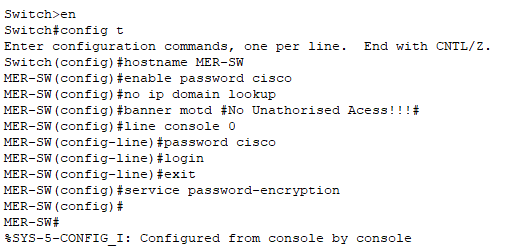 Switch>en
Switch#config t
Enter configuration commands, one per line.  End with CNTL/Z.
Switch(config)#hostname MER-SW
MER-SW(config)#enable password cisco
MER-SW(config)#no ip domain lookup
MER-SW(config)#banner motd #No Unathorised Acess!!!#
MER-SW(config)#line console 0
MER-SW(config-line)#password cisco
MER-SW(config-line)#login
MER-SW(config-line)#exit
MER-SW(config)#service password-encryption
MER-SW(config)#
MER-SW#
%SYS-5-CONFIG_I: Configured from console by console